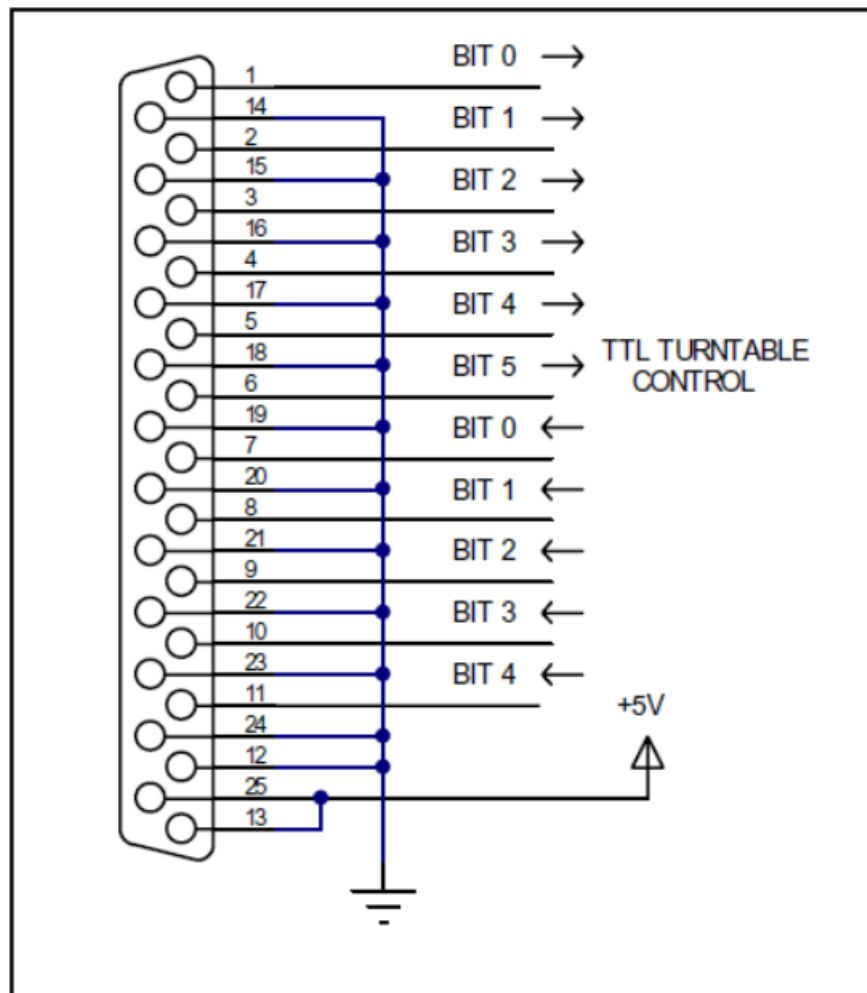 BIT 0 →
1
14
BIT 1 →
2
15
BIT 2 →
3
16
BIT 3 →
4
17
BIT 4 →
5
18
BIT 5 →
TTL TURNTABLE
CONTROL
6
19
BIT 0 ←
7
20
BIT 1 ←
8
21
BIT 2 ←
9
22
BIT 3 ←
10
23
BIT 4 ←
11
+5V
24
12
25
13